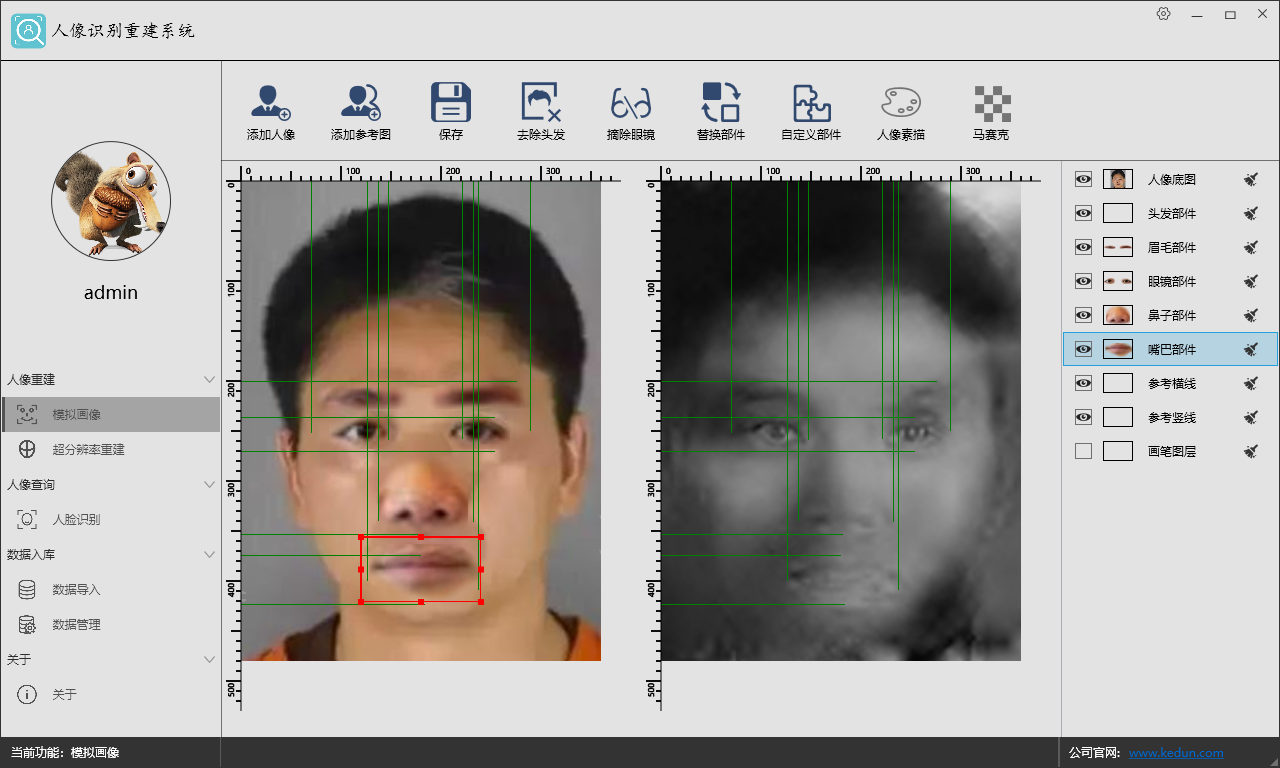 人像识别重建系统
添加人像
添加参考图
保存
去除头发
摘除眼镜
替换部件
自定义部件
人像素描
马赛克
admin
人像重建
模拟画像
超分辨率重建
人像查询
人脸识别
数据入库
数据导入
数据管理
关于
关于
0 100 200 300
0 100 200 300 400 500
0 100 200 300
0 100 200 300 400 500
人像底图
头发部件
眉毛部件
眼镜部件
鼻子部件
嘴巴部件
参考横线
参考竖线
画笔图层
当前功能：模拟画像
公司官网：www.kedun.com